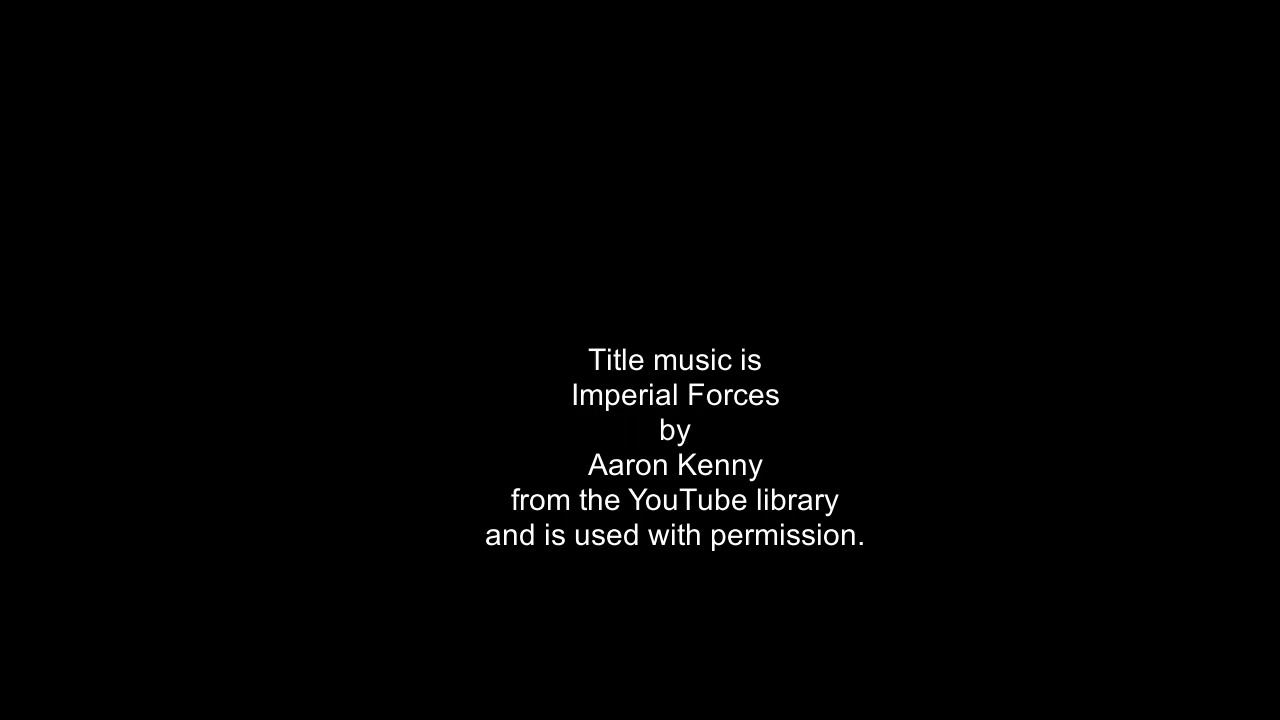 Title music is
Imperial Forces
by
Aaron Kenny
from the YouTube library
and is used with permission.